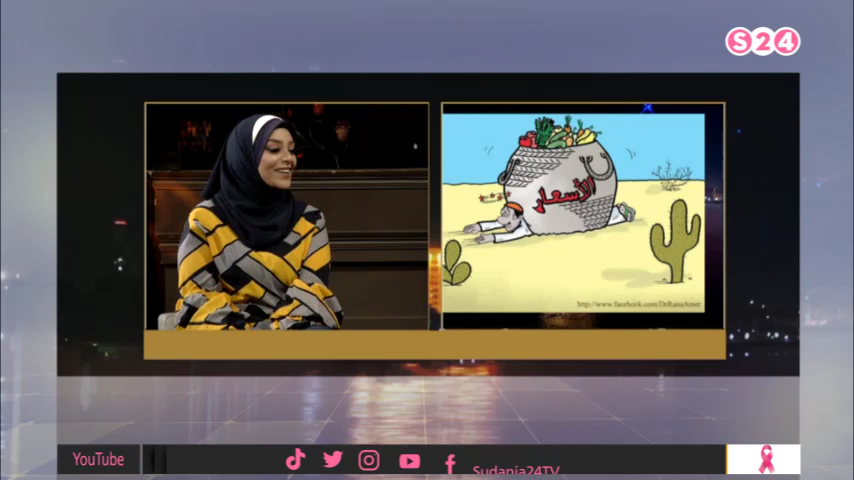 S24
الأسعار
http://www.facebook.com/DrRanaAmer
YouTube
Sudania24TV